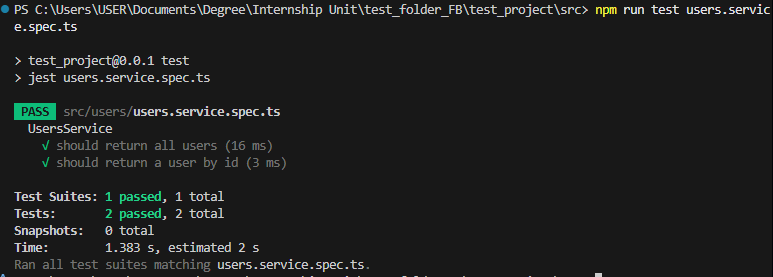 PS C:\Users\USER\Documents\Degree\Internship Unit\test_folder_FB\test_project\src> npm run test users.servic
e.spec.ts
> test_project@0.0.1 test
> jest users.service.spec.ts
PASS src/users/users.service.spec.ts
UsersService
√ should return all users (16 ms)
√ should return a user by id (3 ms)
Test Suites: 1 passed, 1 total
Tests: 2 passed, 2 total
Snapshots: 0 total
Time: 1.383 s, estimated 2 s
Ran all test suites matching users.service.spec.ts.